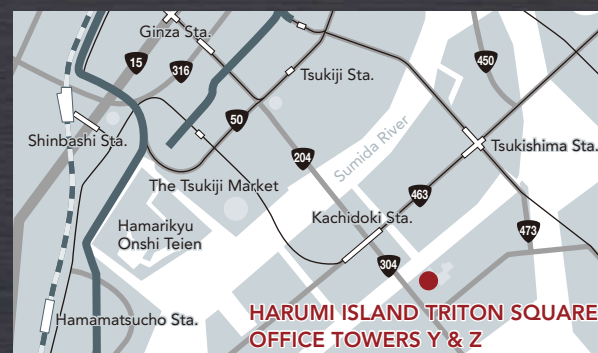 Ginza Sta.
15
316
450
Tsukiji Sta.
50
Shinbashi Sta.
204
Sumida River
Tsukishima Sta.
The Tsukiji Market
463
Kachidoki Sta.
Hamarikyu
Onshi Teien
473
304
Hamamatsucho Sta.
HARUMI ISLAND TRITON SQUARE
OFFICE TOWERS Y & Z